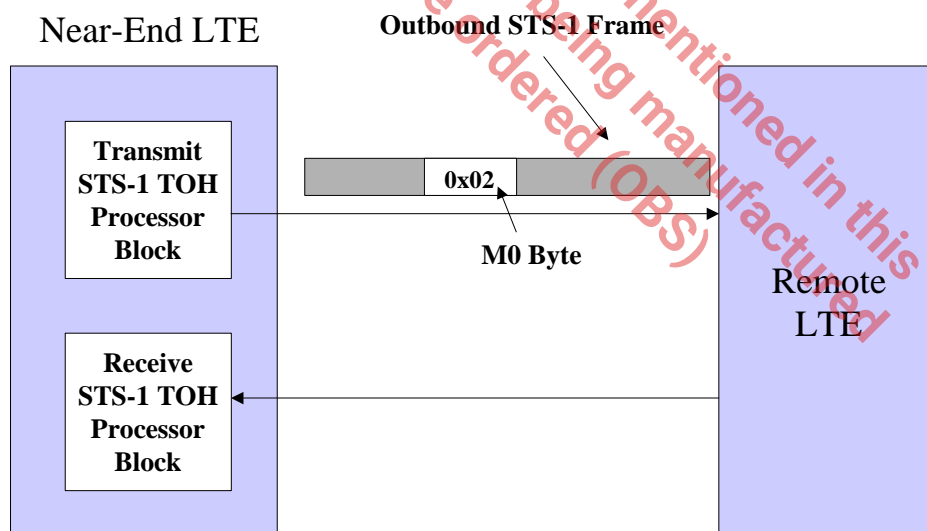 Near-End LTE
Outbound STS-1 Frame
Transmit
STS-1 TOH
Processor
Block
0x02
M0 Byte
Remote
LTE
Receive
STS-1 TOH
Processor
Block
mentioned in this
being manufactured
ordered (OBS)